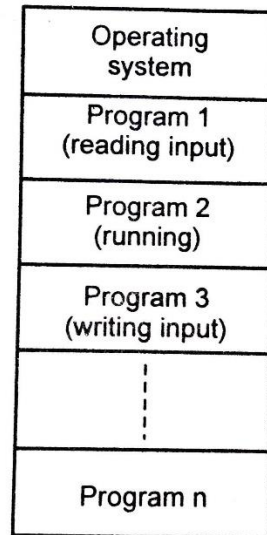 Operating
system
Program 1
(reading input)
Program 2
(running)
Program 3
(writing input)
Program n